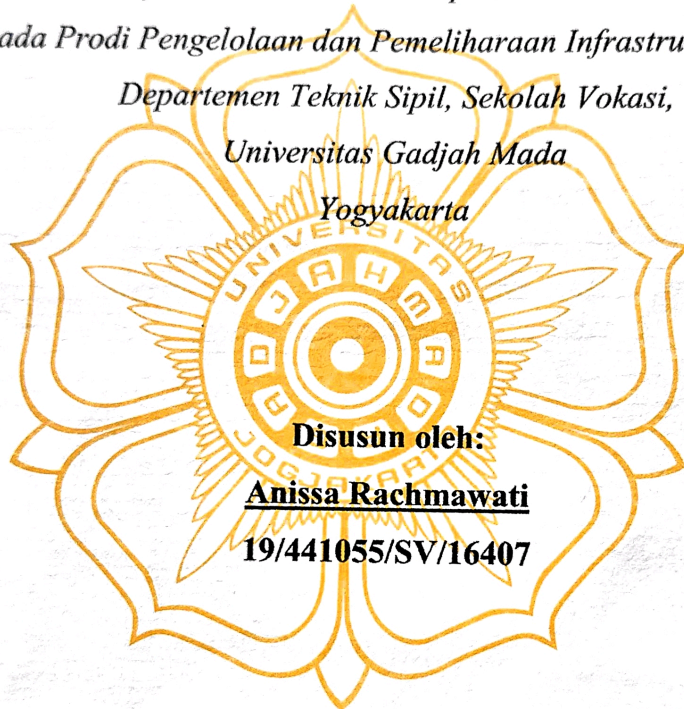 ada Prodi Pengelolaan dan Pemeliharaan
Departemen Teknik Sipil, Sekolah Vokasi,
Universitas Gadjah Mada
Yogyakarta
UNIVERSITAS
GADJAH MADA
Disusun oleh:
JOGJAKARTA
Anissa Rachmawati
19/441055/SV/16407